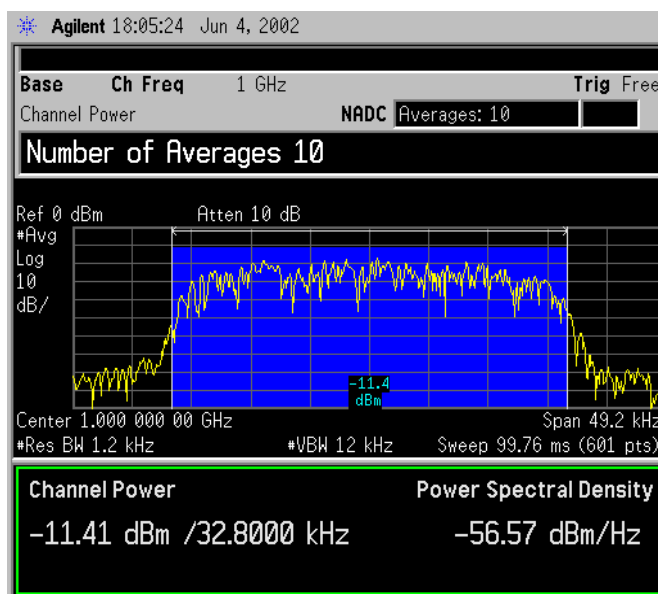 Agilent 18:05:24 Jun 4, 2002
Base Ch Freq 1 GHz Trig Free
Channel Power NADC Averages: 10
Number of Averages 10
Ref 0 dBm Atten 10 dB
#Avg
Log
10
dB/
-11.4
dBm
Center 1.000 000 00 GHz Span 49.2 kHz
#Res BW 1.2 kHz #VBW 12 kHz Sweep 99.76 ms (601 pts)
Channel Power Power Spectral Density
-11.41 dBm /32.8000 kHz -56.57 dBm/Hz